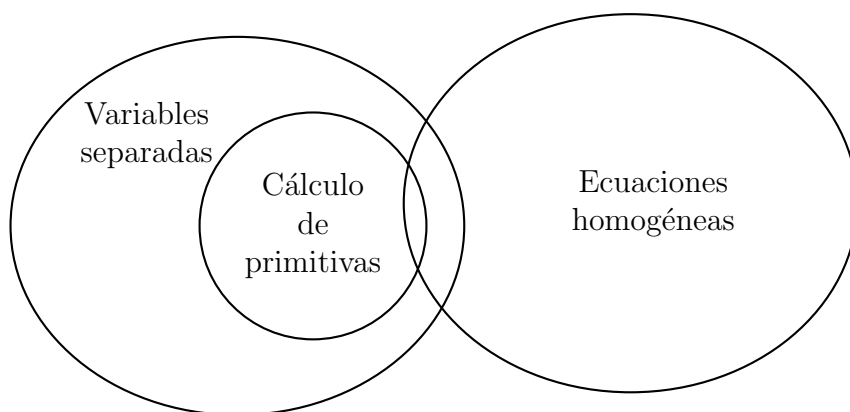 Variables
separadas
Cálculo
de
primitivas
Ecuaciones
homogéneas